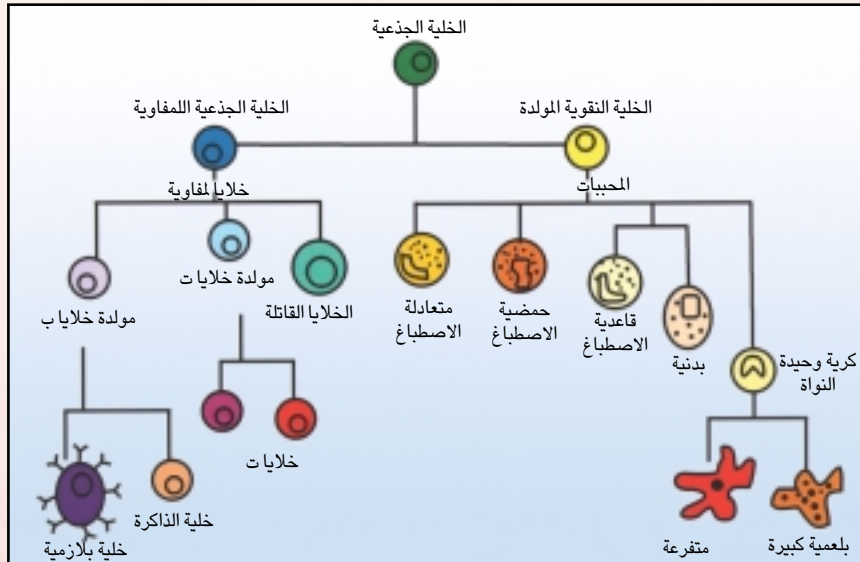 الخلية الجذعية
الخلية النقوية المولدة
الخلية الجذعية اللمفاوية
المحببات
خلايا لمفاوية
كرية وحيدة
النواة
بدنية
قاعدية
الاصطباغ
حمضية
الاصطباغ
متعادلة
الاصطباغ
الخلايا القاتلة
مولدة خلايا ت
مولدة خلايا ب
بلعمية كبيرة
متفرعة
خلايا ت
خلية الذاكرة
خلية بلازمية